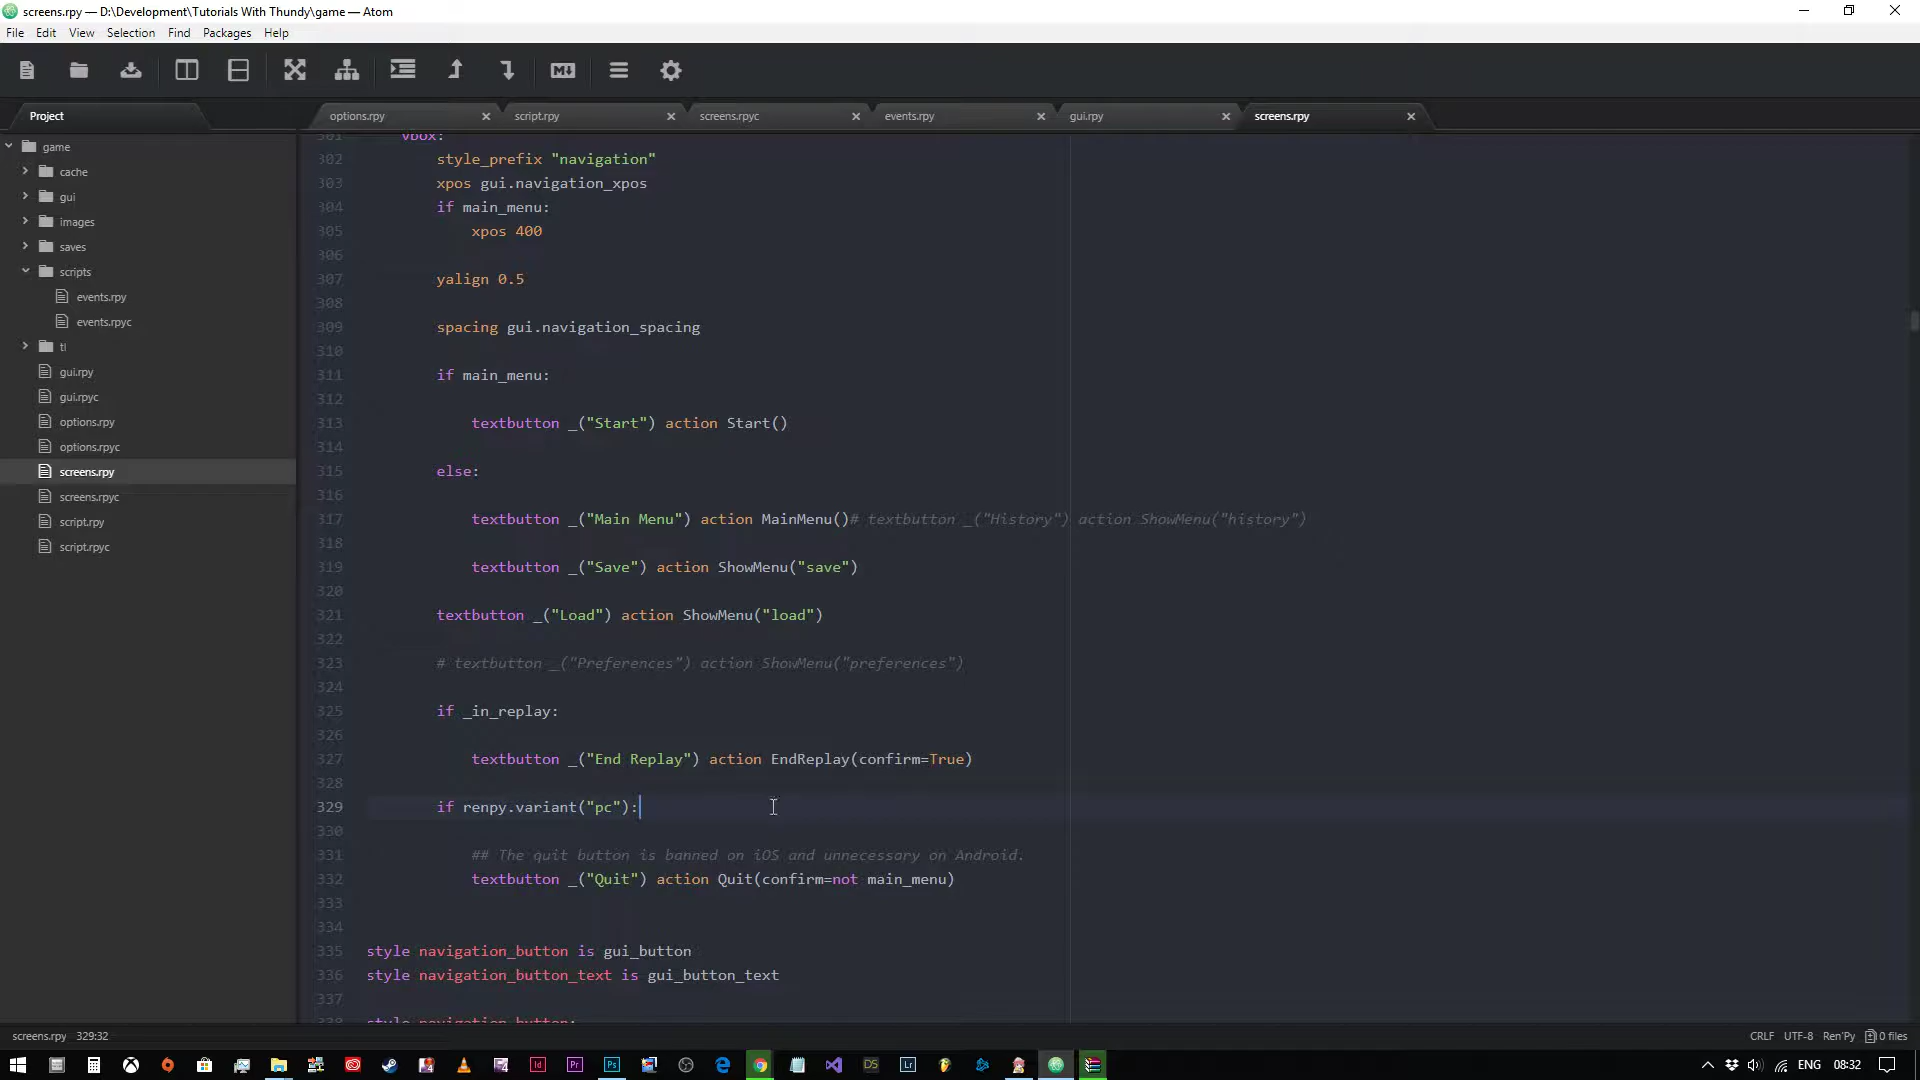 screens.rpy — D:\Development\Tutorials With Thundy\game — Atom
File Edit View Selection Find Packages Help
Project
options.rpy
script.rpy
screens.rpyc
events.rpy
gui.rpy
screens.rpy
game
cache
gui
images
saves
scripts
events.rpy
events.rpyc
tl
gui.rpy
gui.rpyc
options.rpy
options.rpyc
screens.rpy
screens.rpyc
script.rpy
script.rpyc
301 vbox:
302 style_prefix "navigation"
303 xpos gui.navigation_xpos
304 if main_menu:
305 xpos 400
306
307 yalign 0.5
308
309 spacing gui.navigation_spacing
310
311 if main_menu:
312
313 textbutton _("Start") action Start()
314
315 else:
316
317 textbutton _("Main Menu") action MainMenu()# textbutton _("History") action ShowMenu("history")
318
319 textbutton _("Save") action ShowMenu("save")
320
321 textbutton _("Load") action ShowMenu("load")
322
323 # textbutton _("Preferences") action ShowMenu("preferences")
324
325 if _in_replay:
326
327 textbutton _("End Replay") action EndReplay(confirm=True)
328
329 if renpy.variant("pc"):
330
331 ## The quit button is banned on iOS and unnecessary on Android.
332 textbutton _("Quit") action Quit(confirm=not main_menu)
333
334
335 style navigation_button is gui_button
336 style navigation_button_text is gui_button_text
337
338 style navigation_button:
screens.rpy 329:32
CRLF UTF-8 Ren'Py 0 files
ENG 08:32